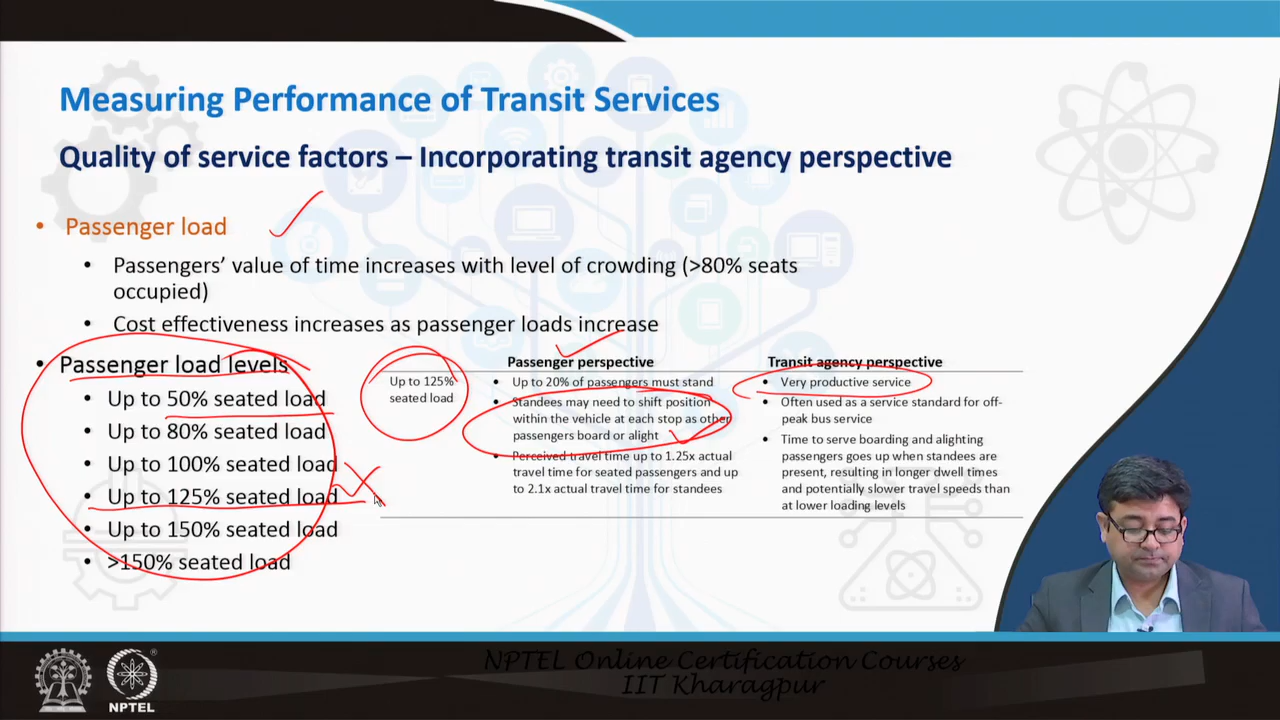 Measuring Performance of Transit Services
Quality of service factors – Incorporating transit agency perspective
• Passenger load
• Passengers' value of time increases with level of crowding (>80% seats
occupied)
• Cost effectiveness increases as passenger loads increase
• Passenger load levels
• Up to 50% seated load
• Up to 80% seated load
• Up to 100% seated load
• Up to 125% seated load
• Up to 150% seated load
• >150% seated load
Up to 125%
seated load
Passenger perspective
• Up to 20% of passengers must stand
• Standees may need to shift position
within the vehicle at each stop as other
passengers board or alight
• Perceived travel time up to 1.25x actual
travel time for seated passengers and up
to 2.1x actual travel time for standees
Transit agency perspective
• Very productive service
• Often used as a service standard for off-
peak bus service
• Time to serve boarding and alighting
passengers goes up when standees are
present, resulting in longer dwell times
and potentially slower travel speeds than
at lower loading levels
NPTEL
NPTEL Online Certification Courses
IIT Kharagpur